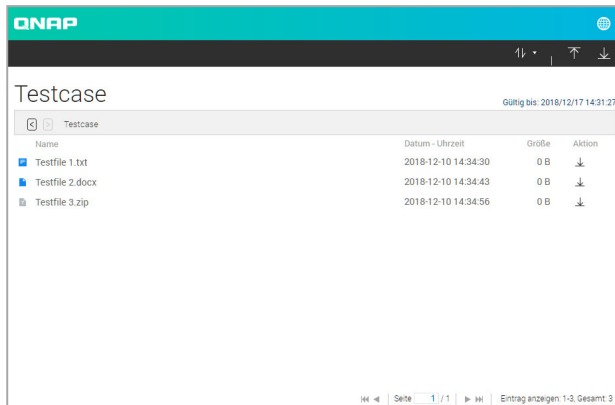 QNAP
Testcase
Gültig bis: 2018/12/17 14:31:27
Testcase
Name Datum - Uhrzeit Größe Aktion
Testfile 1.txt 2018-12-10 14:34:30 0 B
Testfile 2.docx 2018-12-10 14:34:43 0 B
Testfile 3.zip 2018-12-10 14:34:56 0 B
Seite 1 / 1 Eintrag anzeigen: 1-3, Gesamt: 3